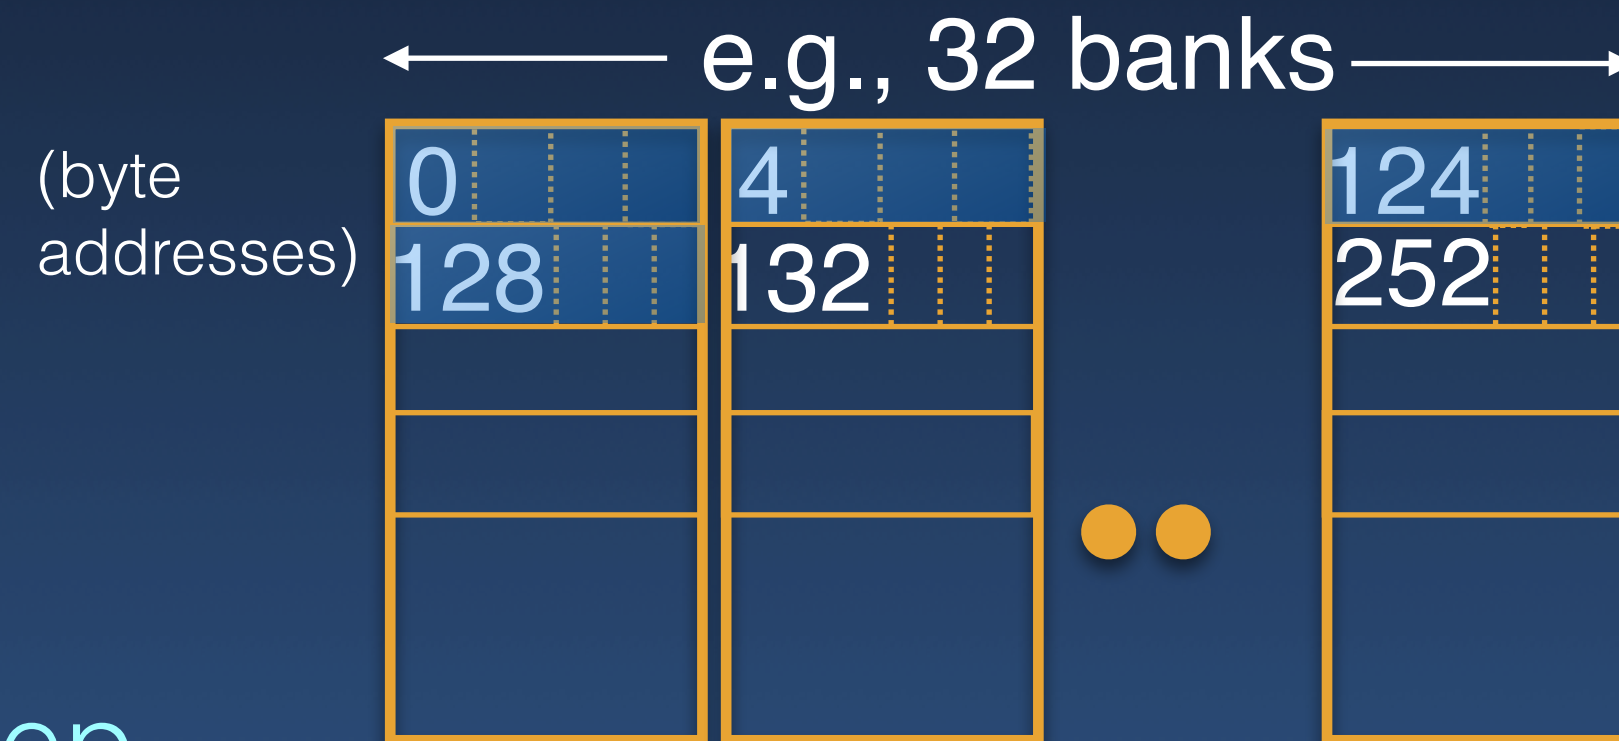 e.g., 32 banks
(byte
addresses)
0 4 124
128 132 252